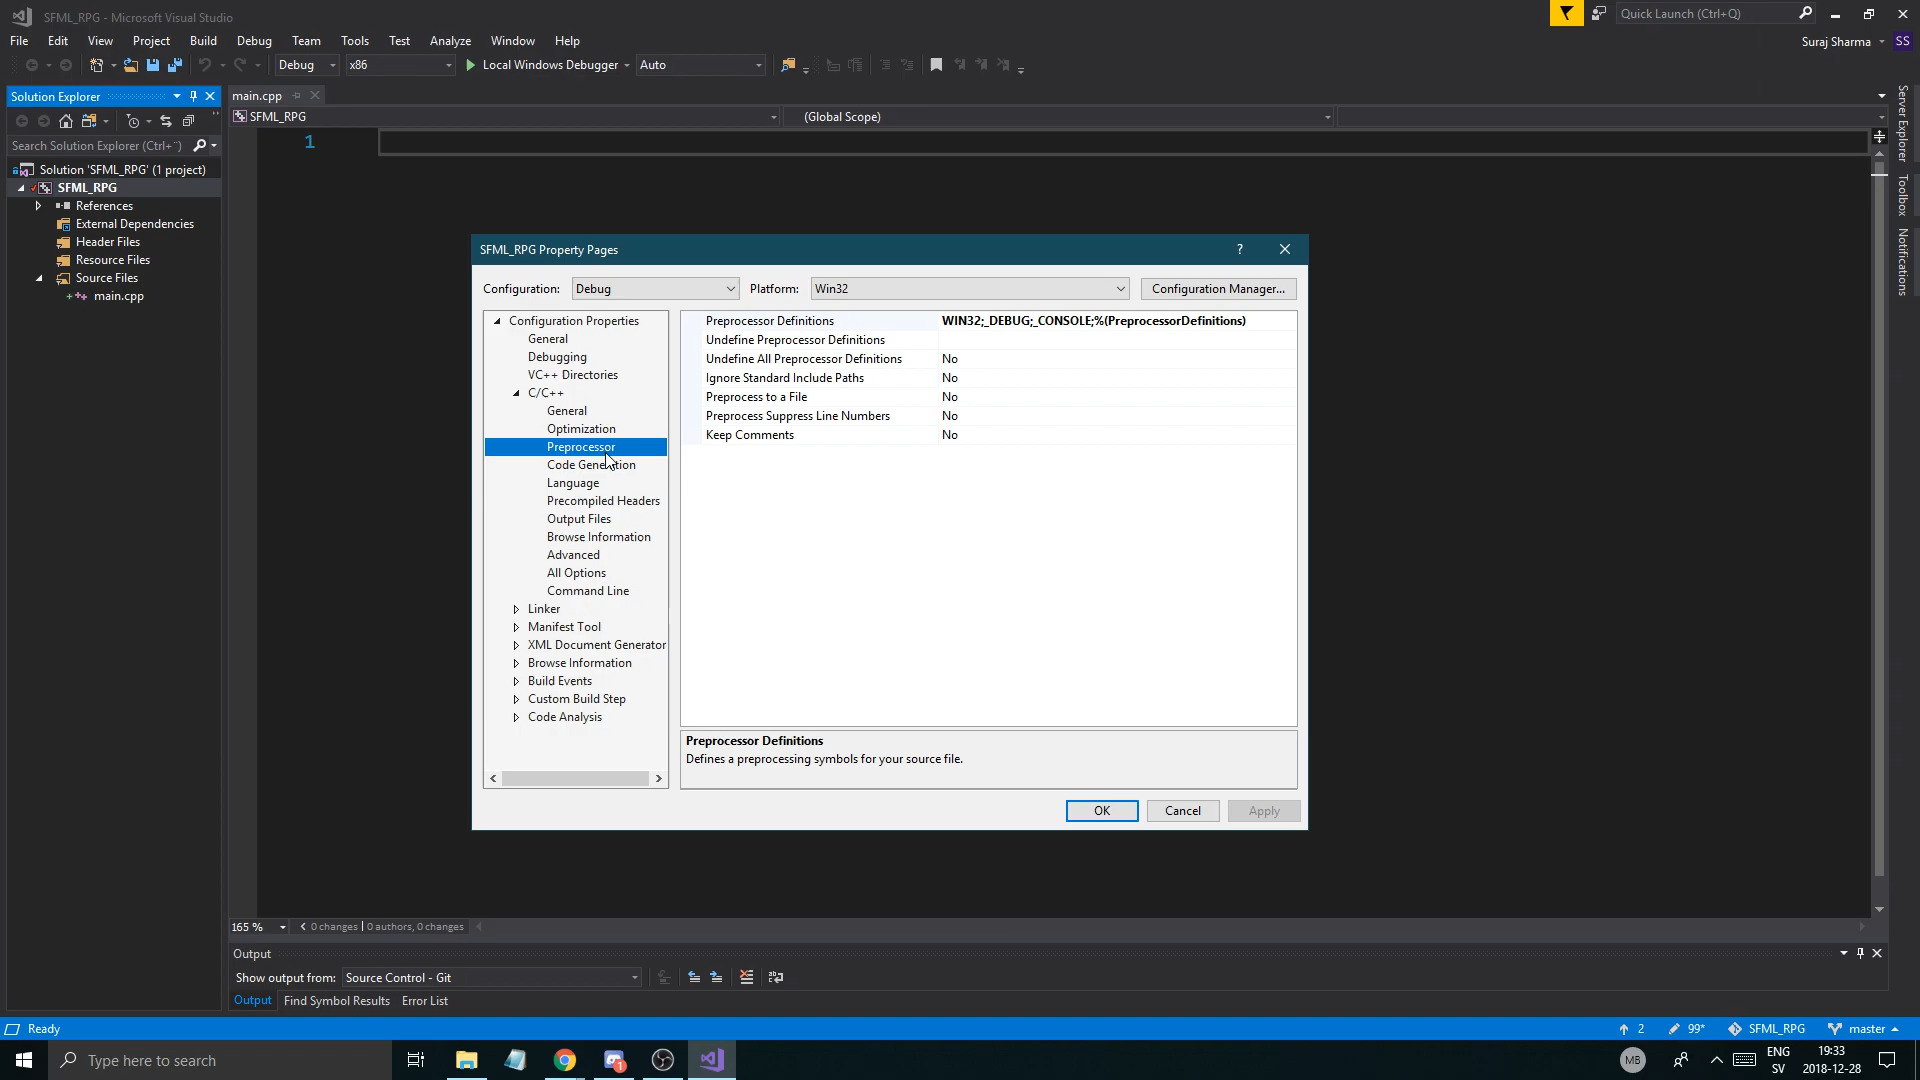 SFML_RPG - Microsoft Visual Studio
Quick Launch (Ctrl+Q)
File Edit View Project Build Debug Team Tools Test Analyze Window Help
Suraj Sharma SS
Debug x86 Local Windows Debugger Auto
Solution Explorer
main.cpp
SFML_RPG
(Global Scope)
Search Solution Explorer (Ctrl+¨)
1
Solution 'SFML_RPG' (1 project)
SFML_RPG
References
External Dependencies
Header Files
Resource Files
Source Files
main.cpp
Server Explorer
Toolbox
Notifications
SFML_RPG Property Pages
?
Configuration: Debug Platform: Win32 Configuration Manager...
Configuration Properties
General
Debugging
VC++ Directories
C/C++
General
Optimization
Preprocessor
Code Generation
Language
Precompiled Headers
Output Files
Browse Information
Advanced
All Options
Command Line
Linker
Manifest Tool
XML Document Generator
Browse Information
Build Events
Custom Build Step
Code Analysis
Preprocessor Definitions WIN32;_DEBUG;_CONSOLE;%(PreprocessorDefinitions)
Undefine Preprocessor Definitions
Undefine All Preprocessor Definitions No
Ignore Standard Include Paths No
Preprocess to a File No
Preprocess Suppress Line Numbers No
Keep Comments No
Preprocessor Definitions
Defines a preprocessing symbols for your source file.
OK Cancel Apply
165 % 0 changes | 0 authors, 0 changes
Output
Show output from: Source Control - Git
Output Find Symbol Results Error List
Ready
2 99* SFML_RPG master
Type here to search
1
MB
ENG
SV
19:33
2018-12-28